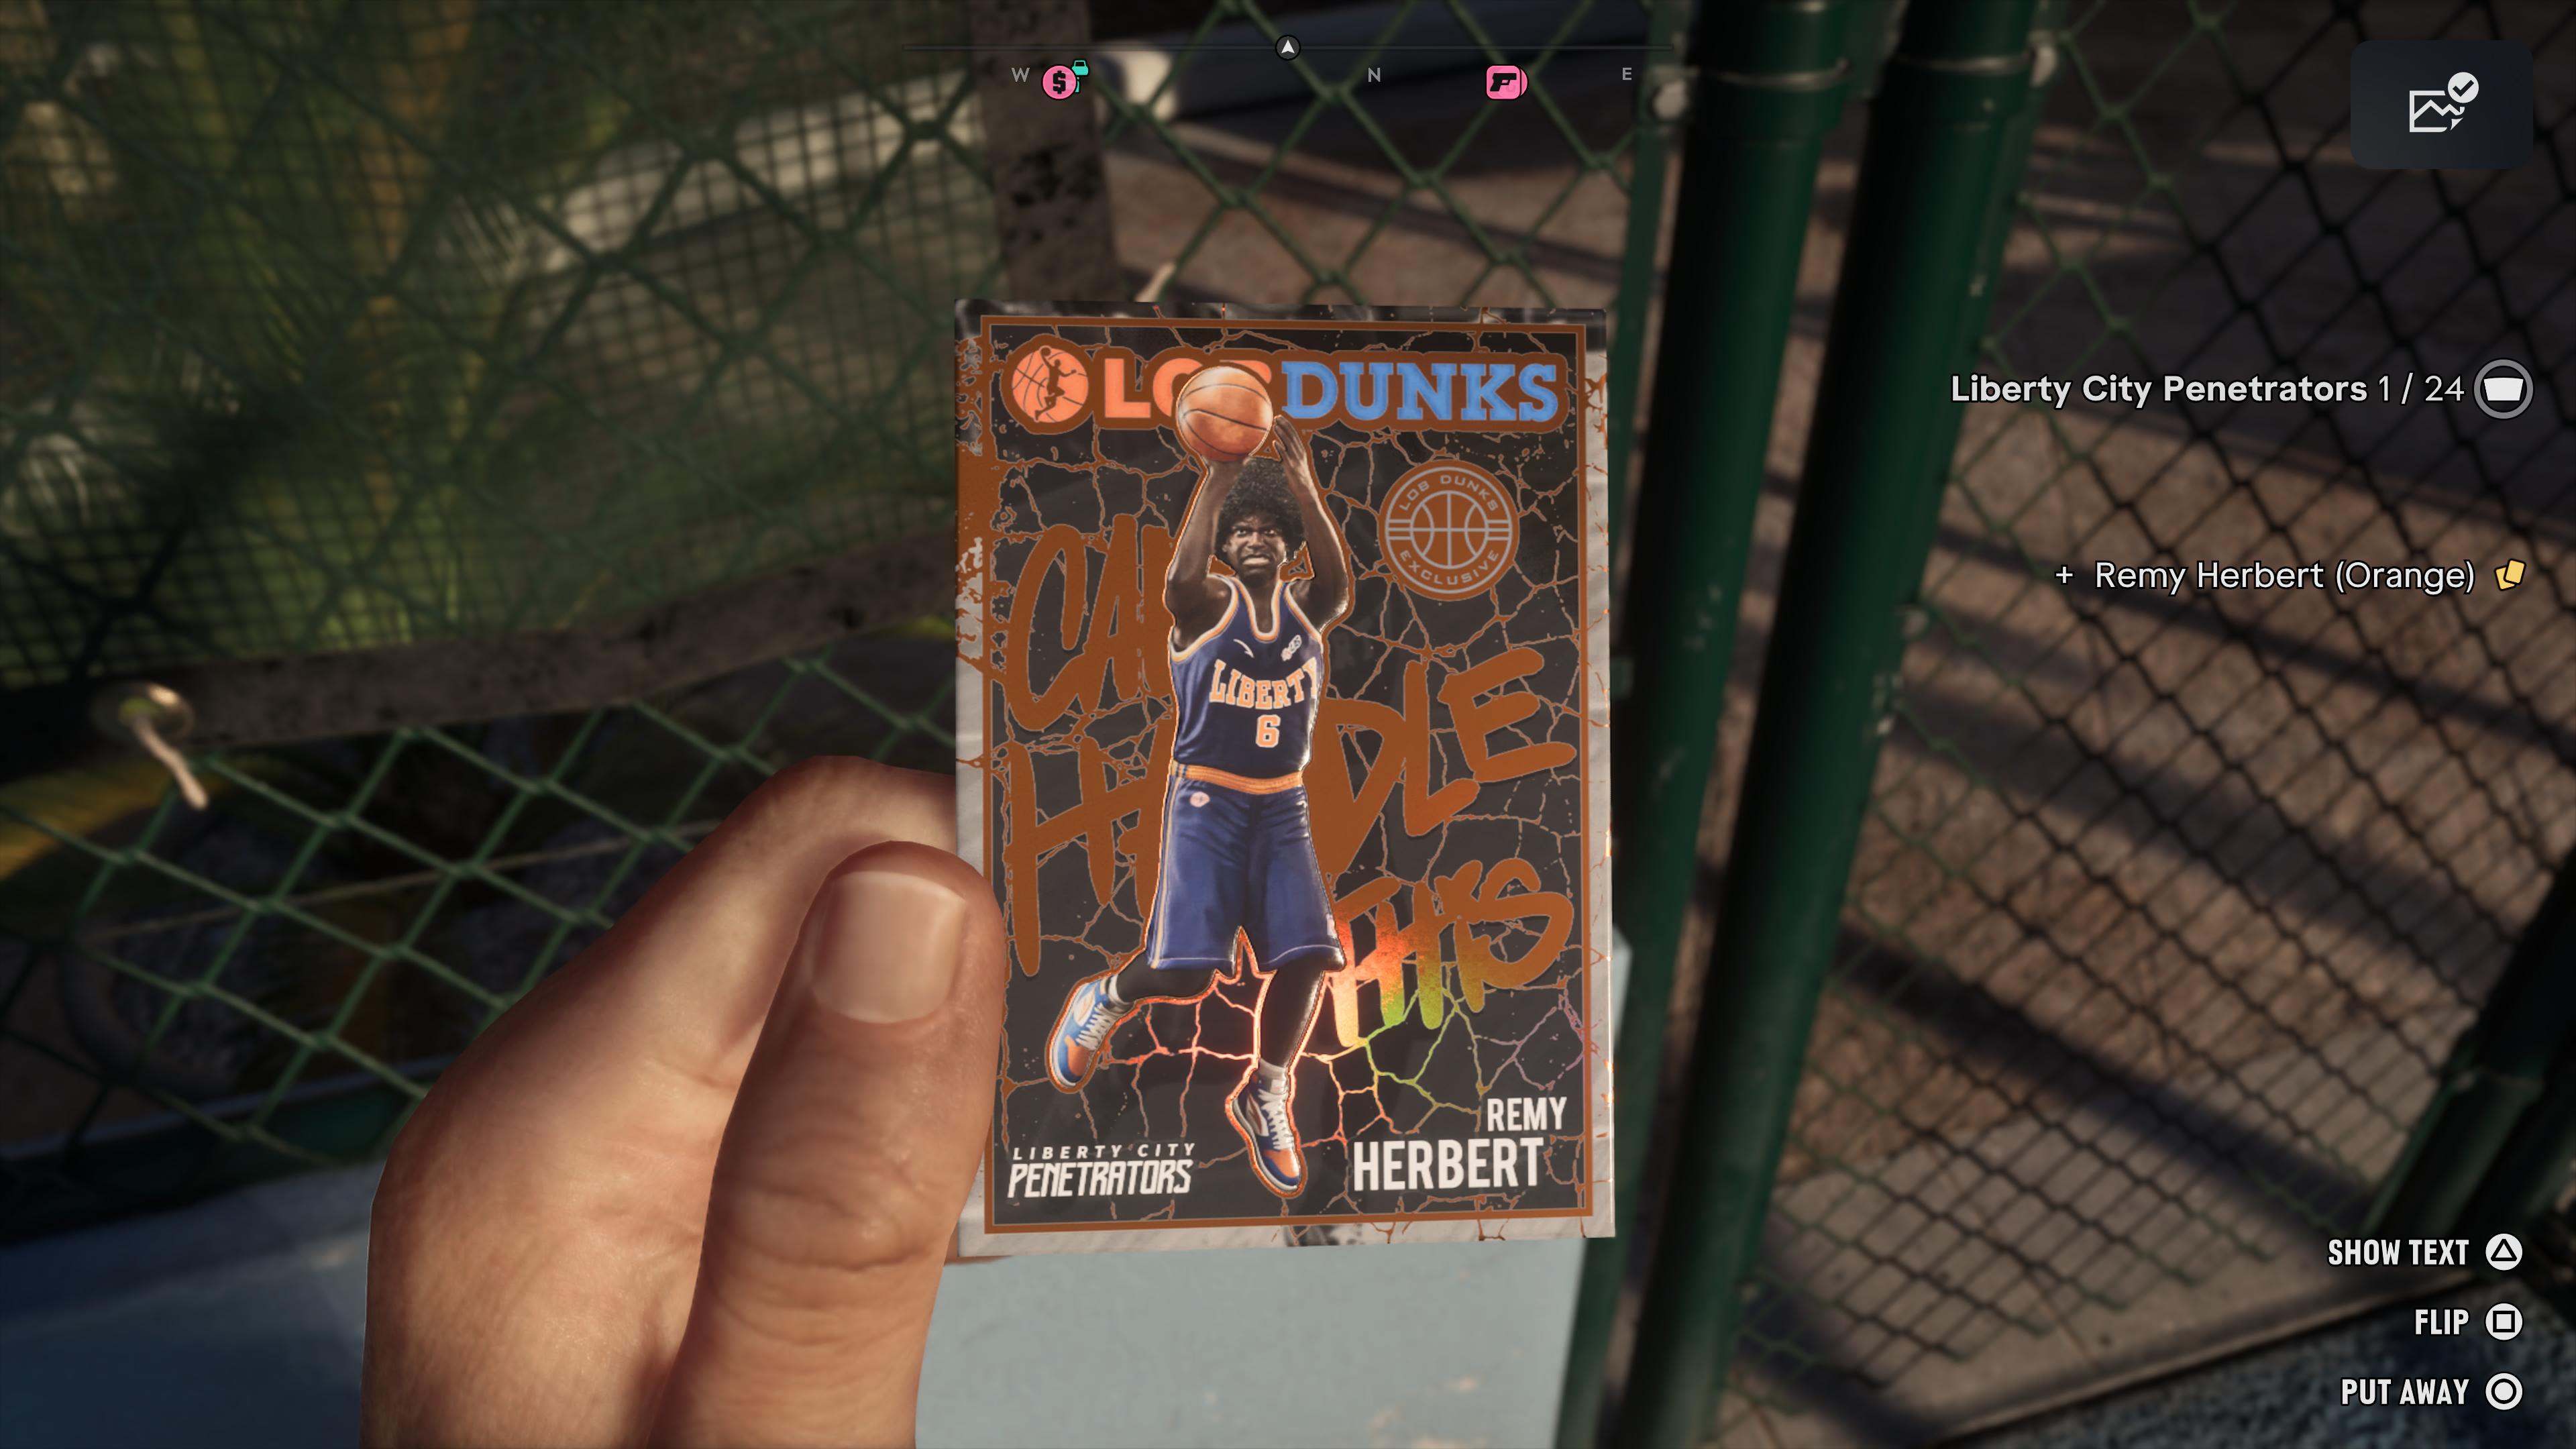 W
N
E
Liberty City Penetrators 1 / 24
+ Remy Herbert (Orange)
DUNKS
LOB DUNKS
EXCLUSIVE
LIBERTY
6
THIS
REMY
HERBERT
LIBERTY CITY
PENETRATORS
SHOW TEXT
FLIP
PUT AWAY